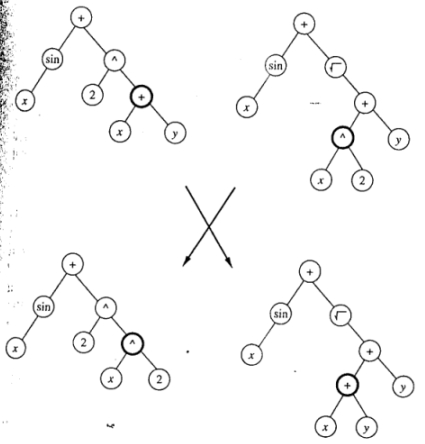 + +
sin ^ sin √
x 2 + x +
x y ^ y
x 2
+ +
sin ^ sin √
x 2 ^ x +
x 2 + y
x y